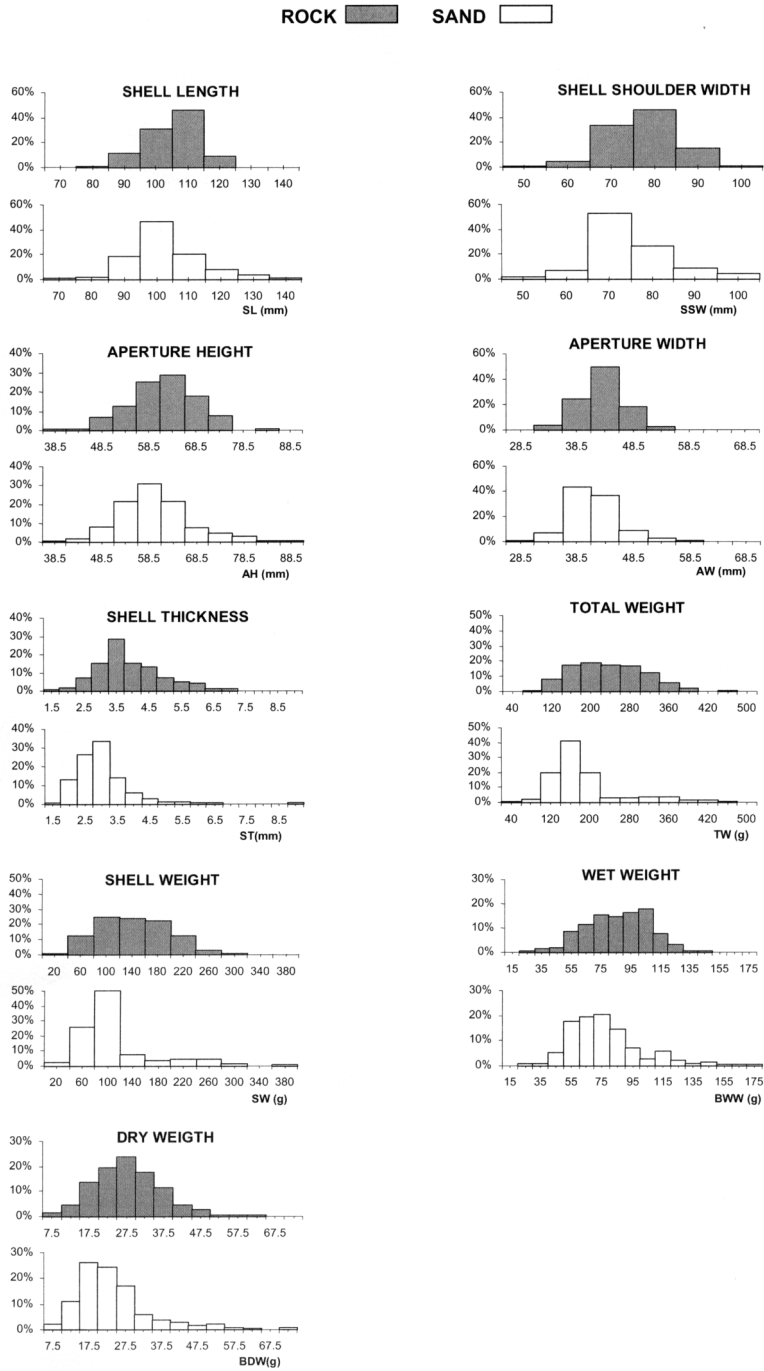 ROCK SAND
SHELL LENGTH
60%
40%
20%
0%
70 80 90 100 110 120 130 140
60%
40%
20%
0%
70 80 90 100 110 120 130 140
SL (mm)
SHELL SHOULDER WIDTH
60%
40%
20%
0%
50 60 70 80 90 100
60%
40%
20%
0%
50 60 70 80 90 100
SSW (mm)
APERTURE HEIGHT
40%
30%
20%
10%
0%
38.5 48.5 58.5 68.5 78.5 88.5
40%
30%
20%
10%
0%
38.5 48.5 58.5 68.5 78.5 88.5
AH (mm)
APERTURE WIDTH
60%
40%
20%
0%
28.5 38.5 48.5 58.5 68.5
60%
40%
20%
0%
28.5 38.5 48.5 58.5 68.5
AW (mm)
SHELL THICKNESS
40%
30%
20%
10%
0%
1.5 2.5 3.5 4.5 5.5 6.5 7.5 8.5
40%
30%
20%
10%
0%
1.5 2.5 3.5 4.5 5.5 6.5 7.5 8.5
ST(mm)
TOTAL WEIGHT
50%
40%
30%
20%
10%
0%
40 120 200 280 360 420 500
50%
40%
30%
20%
10%
0%
40 120 200 280 360 420 500
TW (g)
SHELL WEIGHT
50%
40%
30%
20%
10%
0%
20 60 100 140 180 220 260 300 340 380
50%
40%
30%
20%
10%
0%
20 60 100 140 180 220 260 300 340 380
SW (g)
WET WEIGHT
30%
20%
10%
0%
15 35 55 75 95 115 135 155 175
30%
20%
10%
0%
15 35 55 75 95 115 135 155 175
BWW (g)
DRY WEIGTH
30%
20%
10%
0%
7.5 17.5 27.5 37.5 47.5 57.5 67.5
30%
20%
10%
0%
7.5 17.5 27.5 37.5 47.5 57.5 67.5
BDW(g)